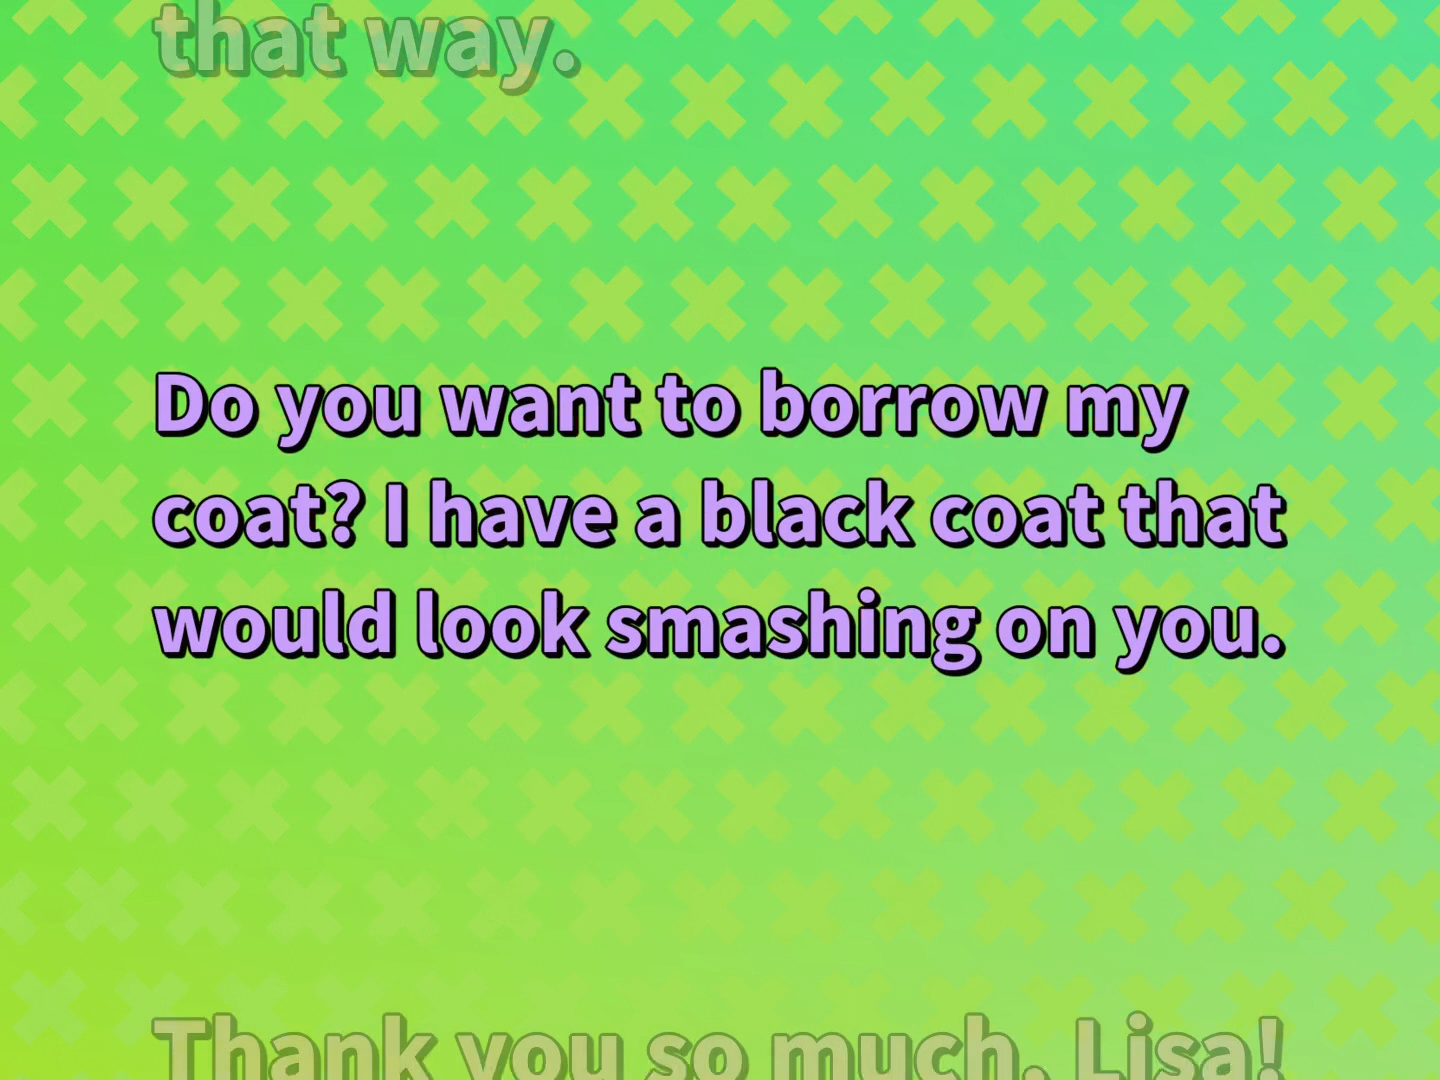 that way.
Do you want to borrow my
coat? I have a black coat that
would look smashing on you.
Thank you so much, Lisa!